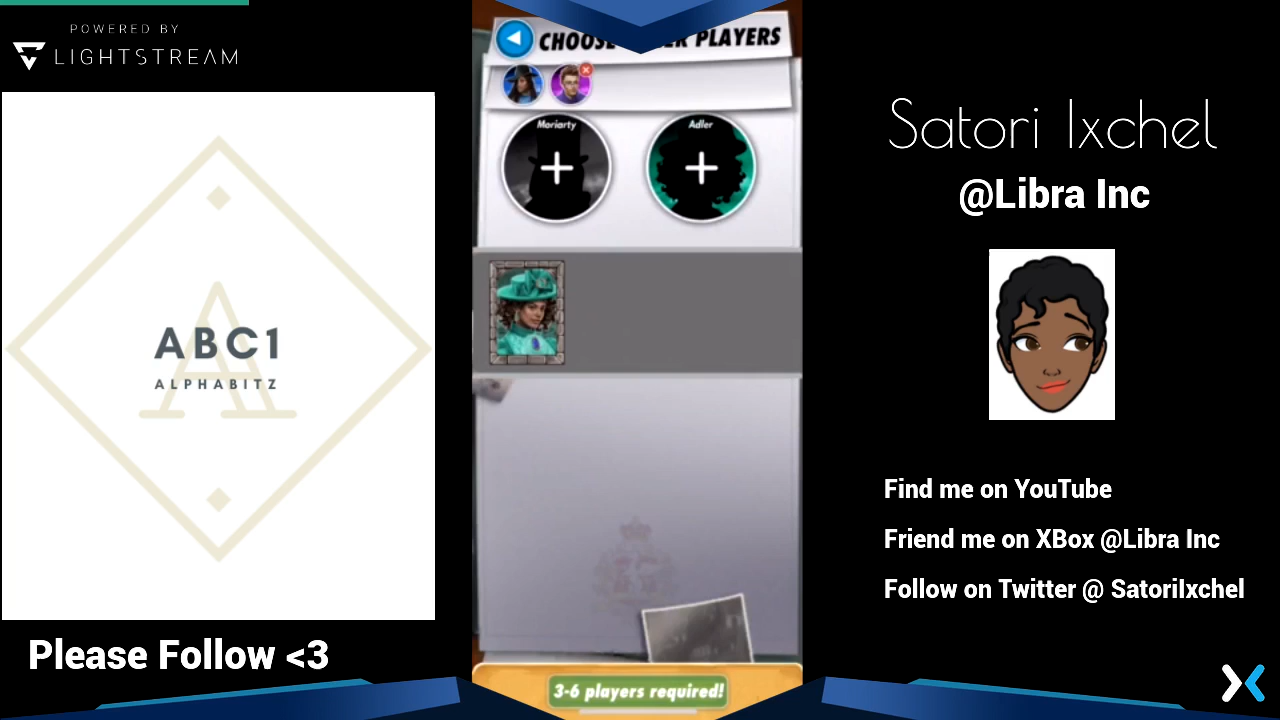 POWERED BY
LIGHTSTREAM
ABC1
ALPHABITZ
Please Follow <3
CHOOSE PLAYERS
Moriarty
Adler
3-6 players required!
Satori Ixchel
@Libra Inc
Find me on YouTube
Friend me on XBox @Libra Inc
Follow on Twitter @ SatoriIxchel